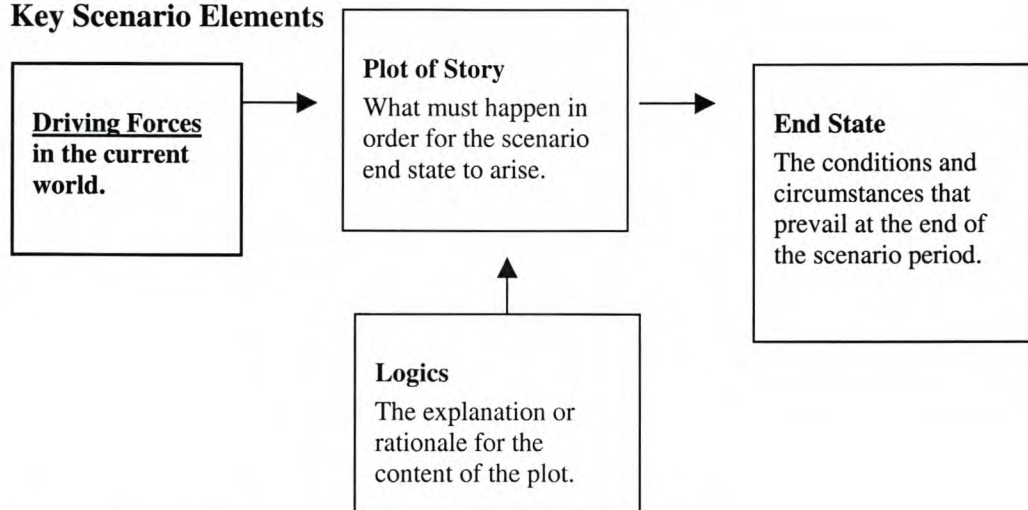 Key Scenario Elements
Driving Forces
in the current
world.
Plot of Story
What must happen in
order for the scenario
end state to arise.
End State
The conditions and
circumstances that
prevail at the end of
the scenario period.
Logics
The explanation or
rationale for the
content of the plot.